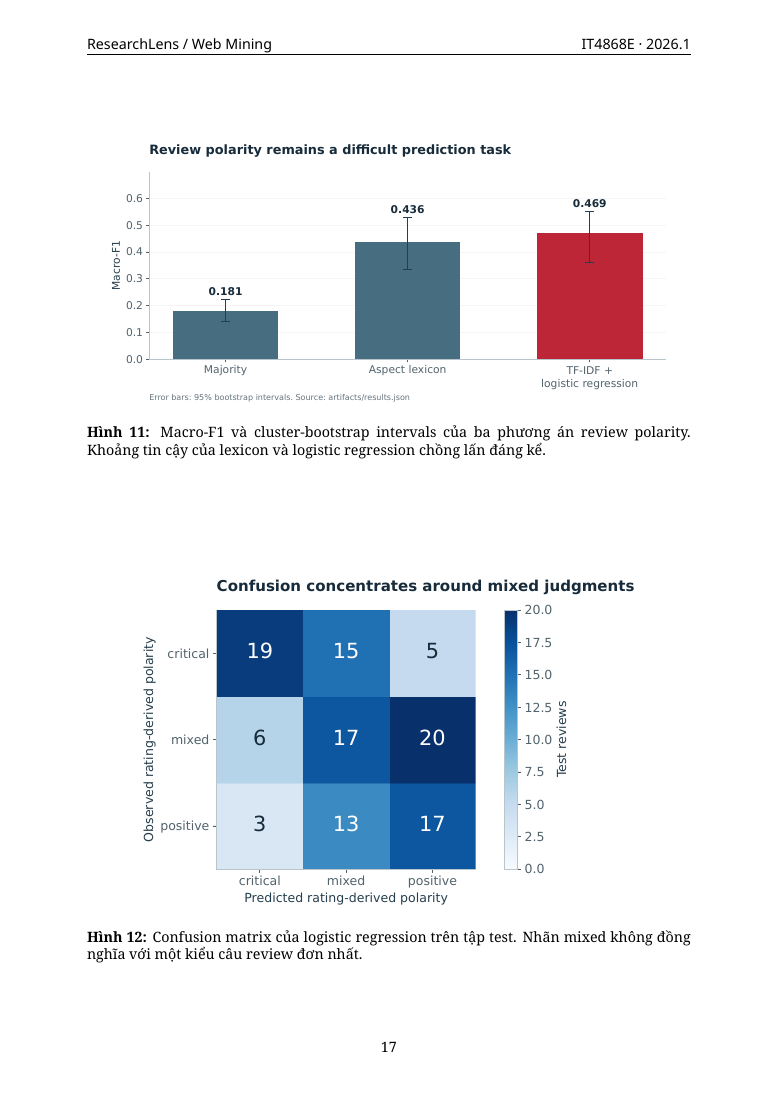 ResearchLens / Web Mining IT4868E · 2026.1
Review polarity remains a difficult prediction task
Macro-F1
0.6
0.5
0.4
0.3
0.2
0.1
0.0
0.181
0.436
0.469
Majority
Aspect lexicon
TF-IDF +
logistic regression
Error bars: 95% bootstrap intervals. Source: artifacts/results.json
Hình 11: Macro-F1 và cluster-bootstrap intervals của ba phương án review polarity.
Khoảng tin cậy của lexicon và logistic regression chồng lấn đáng kể.
Confusion concentrates around mixed judgments
Observed rating-derived polarity
critical 19 15 5
mixed 6 17 20
positive 3 13 17
critical mixed positive
Predicted rating-derived polarity
20.0
17.5
15.0
12.5
10.0
7.5
5.0
2.5
0.0
Test reviews
Hình 12: Confusion matrix của logistic regression trên tập test. Nhãn mixed không đồng
nghĩa với một kiểu câu review đơn nhất.
17